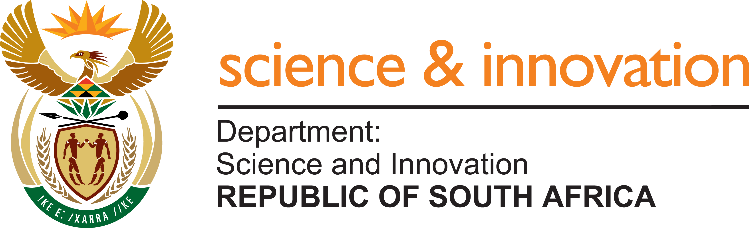 science & innovation
Department:
Science and Innovation
REPUBLIC OF SOUTH AFRICA
!KE E: /XARRA //KE